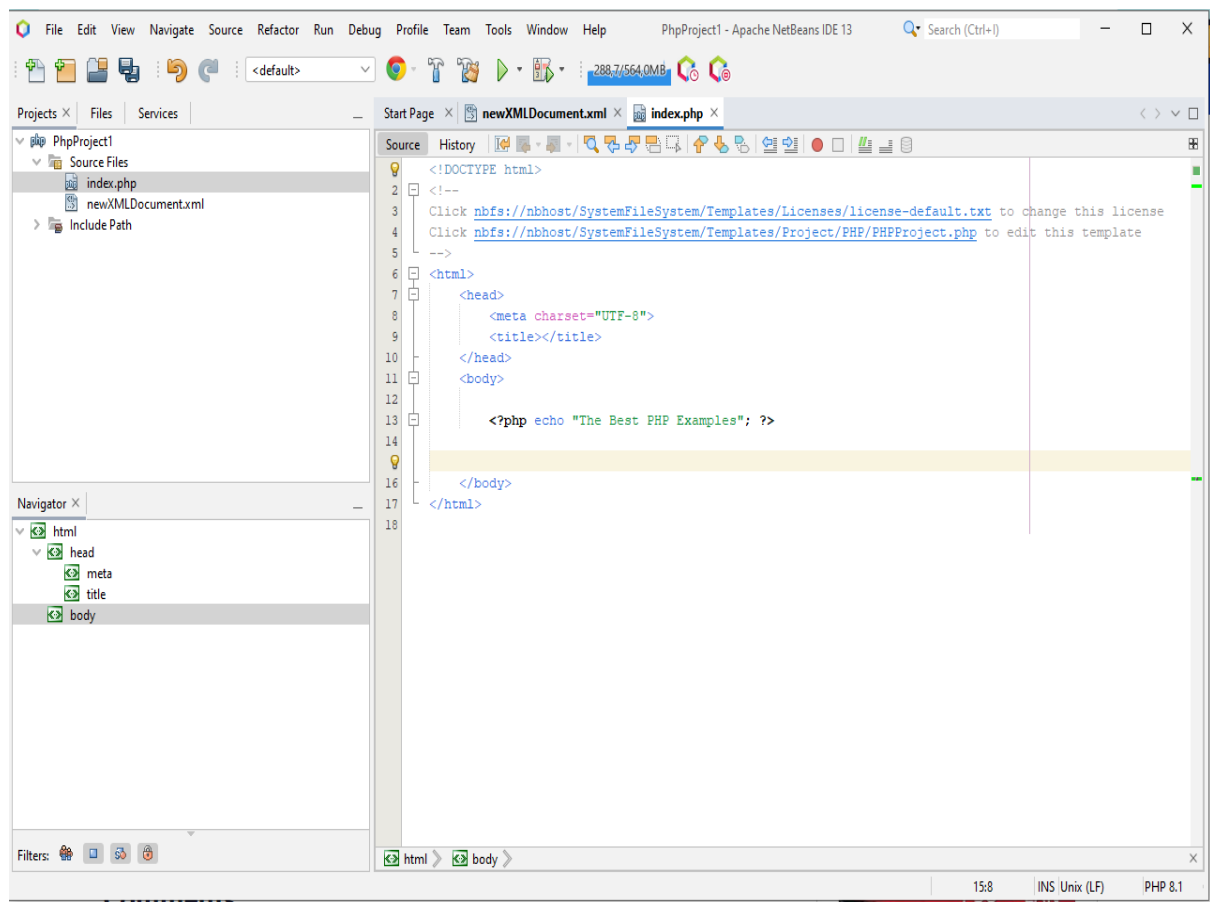 File Edit View Navigate Source Refactor Run Debug Profile Team Tools Window Help PhpProject1 - Apache NetBeans IDE 13 Search (Ctrl+I)
<default> 288,7/564,0MB
Projects Files Services
PhpProject1
Source Files
index.php
newXMLDocument.xml
Include Path
Start Page newXMLDocument.xml index.php
Source History
<!DOCTYPE html>
2 <!--
3 Click nbfs://nbhost/SystemFileSystem/Templates/Licenses/license-default.txt to change this license
4 Click nbfs://nbhost/SystemFileSystem/Templates/Project/PHP/PHPProject.php to edit this template
5 -->
6 <html>
7 <head>
8 <meta charset="UTF-8">
9 <title></title>
10 </head>
11 <body>
12
13 <?php echo "The Best PHP Examples"; ?>
14
16 </body>
17 </html>
18
Navigator
html
head
meta
title
body
Filters:
html body
15:8 INS Unix (LF) PHP 8.1